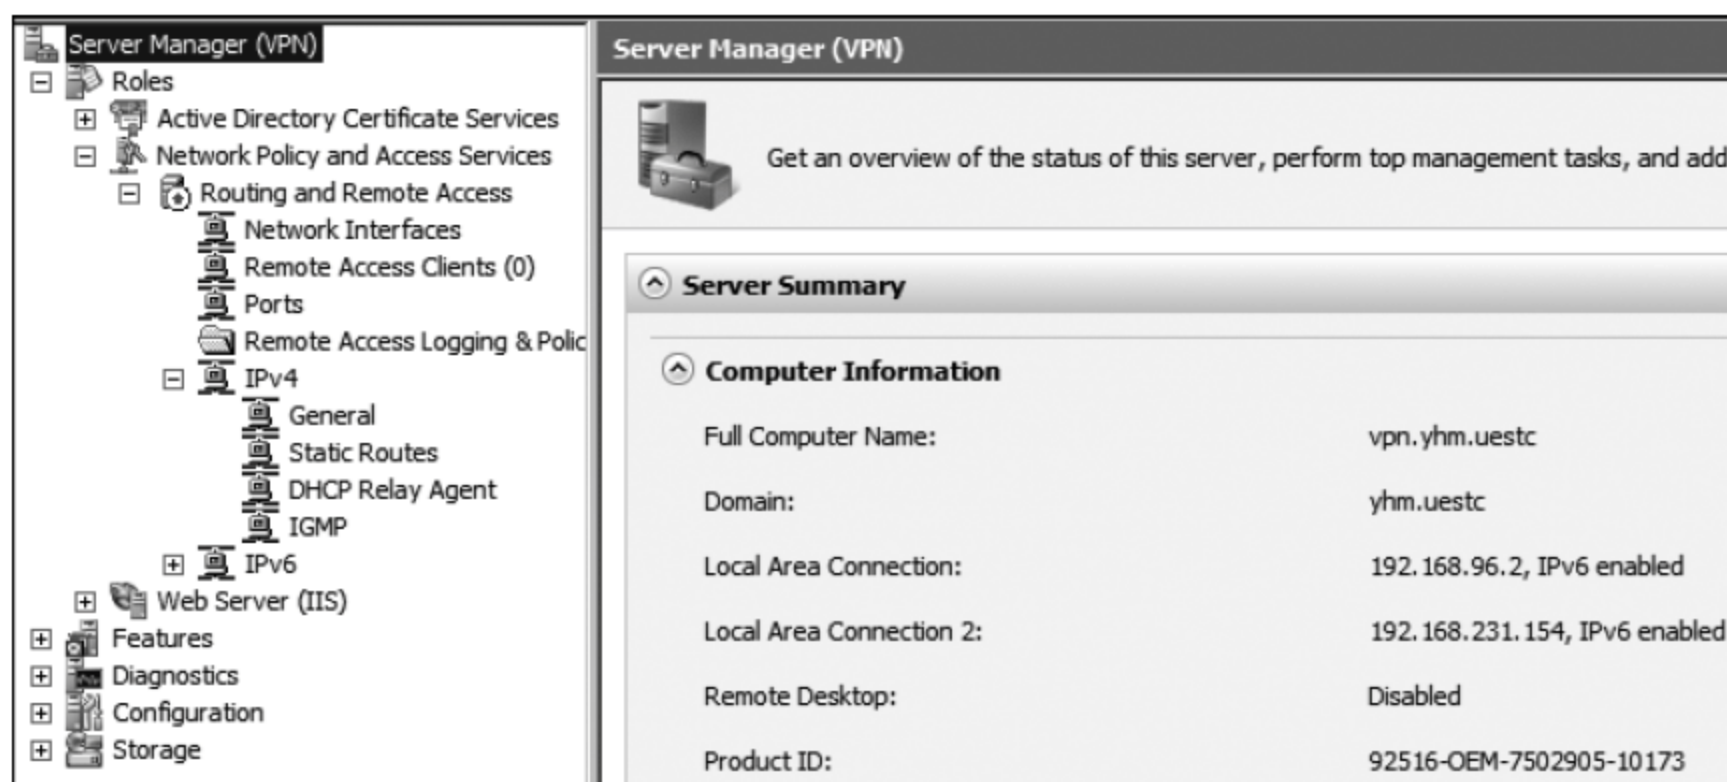 Server Manager (VPN)
Roles
Active Directory Certificate Services
Network Policy and Access Services
Routing and Remote Access
Network Interfaces
Remote Access Clients (0)
Ports
Remote Access Logging & Polic
IPv4
General
Static Routes
DHCP Relay Agent
IGMP
IPv6
Web Server (IIS)
Features
Diagnostics
Configuration
Storage
Server Manager (VPN)
Get an overview of the status of this server, perform top management tasks, and add
Server Summary
Computer Information
Full Computer Name: vpn.yhm.uestc
Domain: yhm.uestc
Local Area Connection: 192.168.96.2, IPv6 enabled
Local Area Connection 2: 192.168.231.154, IPv6 enabled
Remote Desktop: Disabled
Product ID: 92516-OEM-7502905-10173